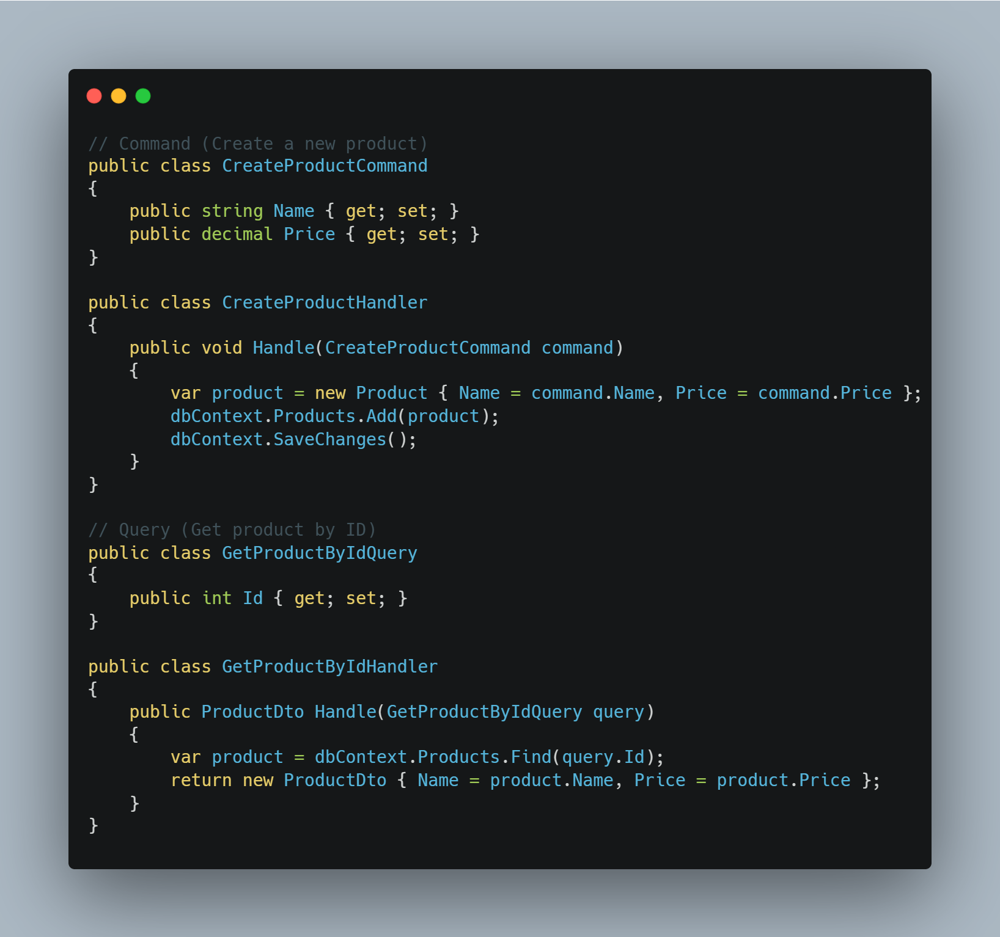 // Command (Create a new product)
public class CreateProductCommand
{
    public string Name { get; set; }
    public decimal Price { get; set; }
}

public class CreateProductHandler
{
    public void Handle(CreateProductCommand command)
    {
        var product = new Product { Name = command.Name, Price = command.Price };
        dbContext.Products.Add(product);
        dbContext.SaveChanges();
    }
}

// Query (Get product by ID)
public class GetProductByIdQuery
{
    public int Id { get; set; }
}

public class GetProductByIdHandler
{
    public ProductDto Handle(GetProductByIdQuery query)
    {
        var product = dbContext.Products.Find(query.Id);
        return new ProductDto { Name = product.Name, Price = product.Price };
    }
}